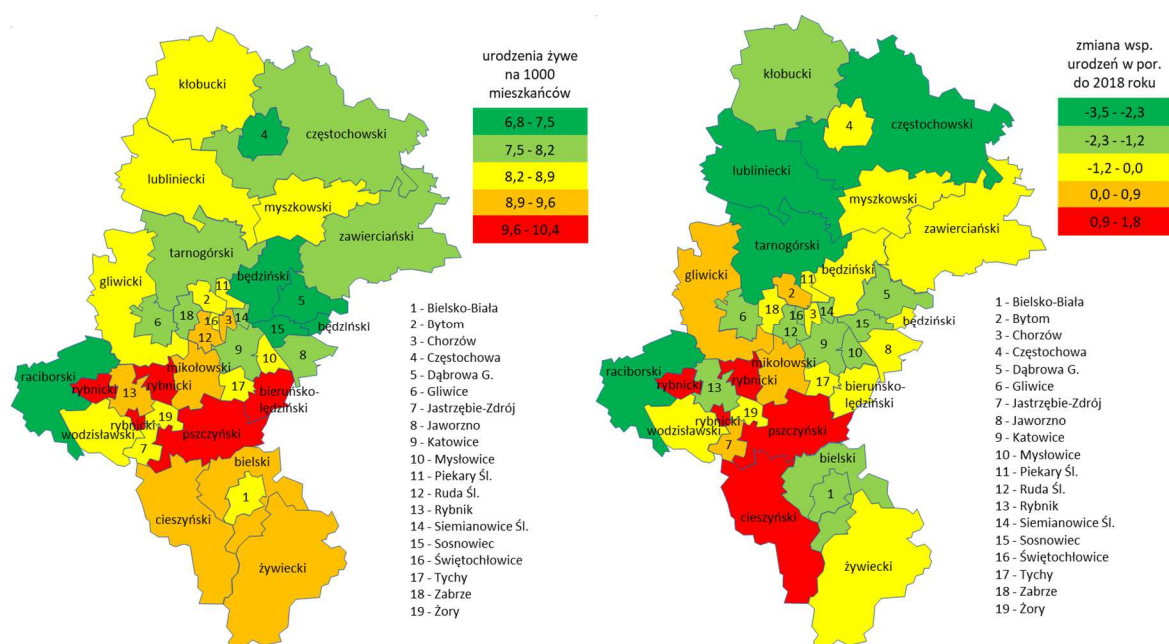 urodzenia żywe
na 1000
mieszkańców
6,8 - 7,5
7,5 - 8,2
8,2 - 8,9
8,9 - 9,6
9,6 - 10,4
kłobucki
4
częstochowski
lubliniecki
myszkowski
zawierciański
tarnogórski
gliwicki
będziński
11
2
5
6
18
16
3
14
15
będziński
12
9
8
mikołowski
10
raciborski
rybnicki
rybnicki
13
17
bieruńsko-
lędziński
19
rybnicki
wodzisławski
pszczyński
7
bielski
1
cieszyński
żywiecki
1 - Bielsko-Biała
2 - Bytom
3 - Chorzów
4 - Częstochowa
5 - Dąbrowa G.
6 - Gliwice
7 - Jastrzębie-Zdrój
8 - Jaworzno
9 - Katowice
10 - Mysłowice
11 - Piekary Śl.
12 - Ruda Śl.
13 - Rybnik
14 - Siemianowice Śl.
15 - Sosnowiec
16 - Świętochłowice
17 - Tychy
18 - Zabrze
19 - Żory
zmiana wsp.
urodzeń w por.
do 2018 roku
-3,5 - -2,3
-2,3 - -1,2
-1,2 - 0,0
0,0 - 0,9
0,9 - 1,8
kłobucki
4
częstochowski
lubliniecki
myszkowski
zawierciański
tarnogórski
gliwicki
będziński
11
2
5
6
18
16
3
14
15
będziński
12
9
8
mikołowski
10
raciborski
rybnicki
rybnicki
13
17
bieruńsko-
lędziński
19
rybnicki
wodzisławski
pszczyński
7
bielski
1
cieszyński
żywiecki
1 - Bielsko-Biała
2 - Bytom
3 - Chorzów
4 - Częstochowa
5 - Dąbrowa G.
6 - Gliwice
7 - Jastrzębie-Zdrój
8 - Jaworzno
9 - Katowice
10 - Mysłowice
11 - Piekary Śl.
12 - Ruda Śl.
13 - Rybnik
14 - Siemianowice Śl.
15 - Sosnowiec
16 - Świętochłowice
17 - Tychy
18 - Zabrze
19 - Żory